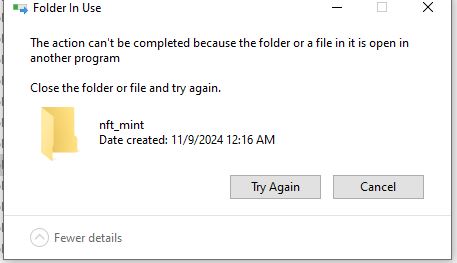 Folder In Use
The action can't be completed because the folder or a file in it is open in
another program
Close the folder or file and try again.
nft_mint
Date created: 11/9/2024 12:16 AM
Try Again
Cancel
Fewer details